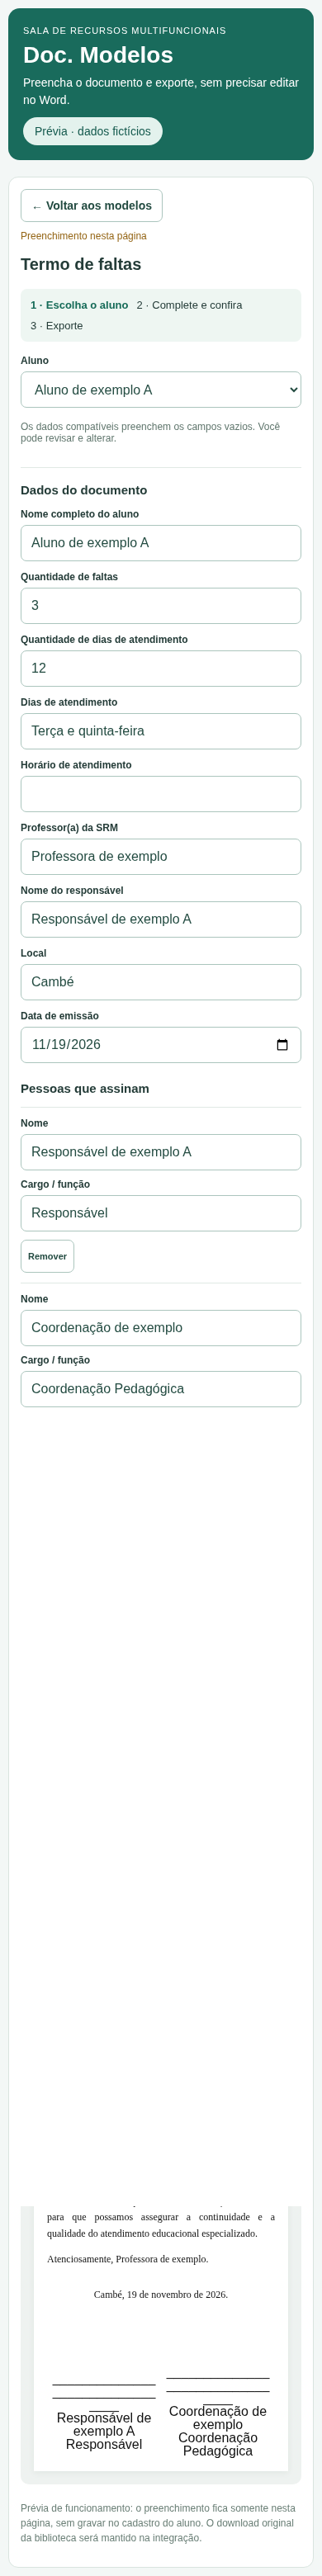 SALA DE RECURSOS MULTIFUNCIONAIS
Doc. Modelos
Preencha o documento e exporte, sem precisar editar
no Word.
Prévia · dados fictícios
← Voltar aos modelos
Preenchimento nesta página
Termo de faltas
1 · Escolha o aluno 2 · Complete e confira
3 · Exporte
Aluno
Aluno de exemplo A
Os dados compatíveis preenchem os campos vazios. Você
pode revisar e alterar.
Dados do documento
Nome completo do aluno
Aluno de exemplo A
Quantidade de faltas
3
Quantidade de dias de atendimento
12
Dias de atendimento
Terça e quinta-feira
Horário de atendimento
Professor(a) da SRM
Professora de exemplo
Nome do responsável
Responsável de exemplo A
Local
Cambé
Data de emissão
11/19/2026
Pessoas que assinam
Nome
Responsável de exemplo A
Cargo / função
Responsável
Remover
Nome
Coordenação de exemplo
Cargo / função
Coordenação Pedagógica
para que possamos assegurar a continuidade e a
qualidade do atendimento educacional especializado.
Atenciosamente, Professora de exemplo.
Cambé, 19 de novembro de 2026.
Responsável de
exemplo A
Responsável
Coordenação de
exemplo
Coordenação
Pedagógica
Prévia de funcionamento: o preenchimento fica somente nesta
página, sem gravar no cadastro do aluno. O download original
da biblioteca será mantido na integração.